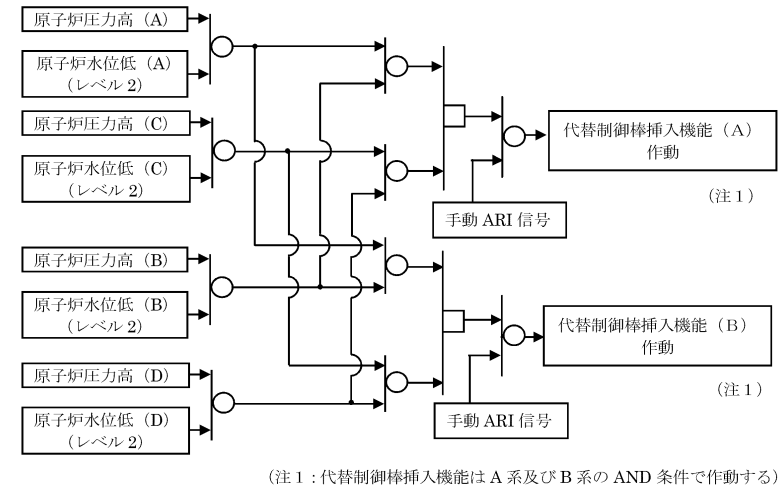 原子炉圧力高（A）
原子炉水位低（A）
（レベル2）
原子炉圧力高（C）
原子炉水位低（C）
（レベル2）
原子炉圧力高（B）
原子炉水位低（B）
（レベル2）
原子炉圧力高（D）
原子炉水位低（D）
（レベル2）
代替制御棒挿入機能（Ａ）
作動
（注１）
手動 ARI 信号
代替制御棒挿入機能（Ｂ）
作動
（注１）
手動 ARI 信号
（注１：代替制御棒挿入機能は A 系及び B 系の AND 条件で作動する）